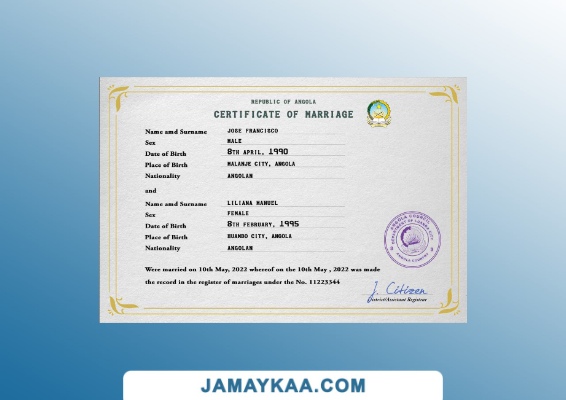 REPUBLIC OF ANGOLA
CERTIFICATE OF MARRIAGE
Name amd Surname JOSE FRANCISCO
Sex MALE
Date of Birth 8TH APRIL, 1990
Place of Birth MALANJE CITY, ANGOLA
Nationality ANGOLAN
and
Name and Surname LILIANA MANUEL
Sex FEMALE
Date of Birth 8TH FEBRUARY, 1995
Place of Birth HUAMBO CITY, ANGOLA
Nationality ANGOLAN
Were married on 10th May, 2022 whereof on the 10th May , 2022 was made
the record in the register of marriages under the No. 11223344
J. Citizen
District/Assistant Registrar
JAMAYKAA.COM